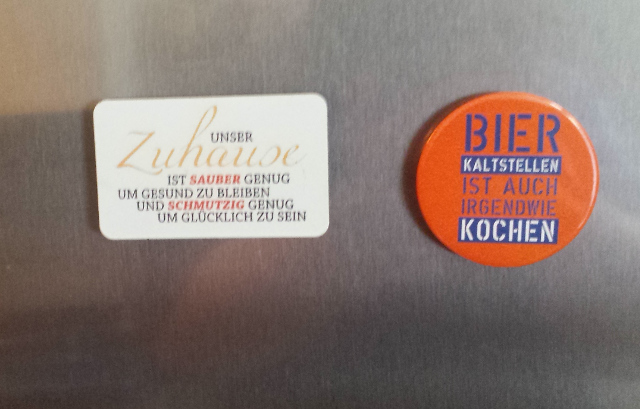 UNSER
Zuhause
IST SAUBER GENUG
UM GESUND ZU BLEIBEN
UND SCHMUTZIG GENUG
UM GLÜCKLICH ZU SEIN
BIER
KALTSTELLEN
IST AUCH
IRGENDWIE
KOCHEN